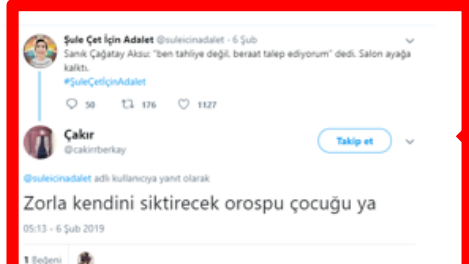 Şule Çet İçin Adalet @suleicinadalet · 6 Şub
Sanık Çağatay Aksu: "ben tahliye değil, beraat talep ediyorum" dedi. Salon ayağa
kalktı.
#ŞuleÇetİçinAdalet
50 176 1127
Çakır
@cakirrberkay
Takip et
@suleicinadalet adlı kullanıcıya yanıt olarak
Zorla kendini siktirecek orospu çocuğu ya
05:13 - 6 Şub 2019
1 Beğeni